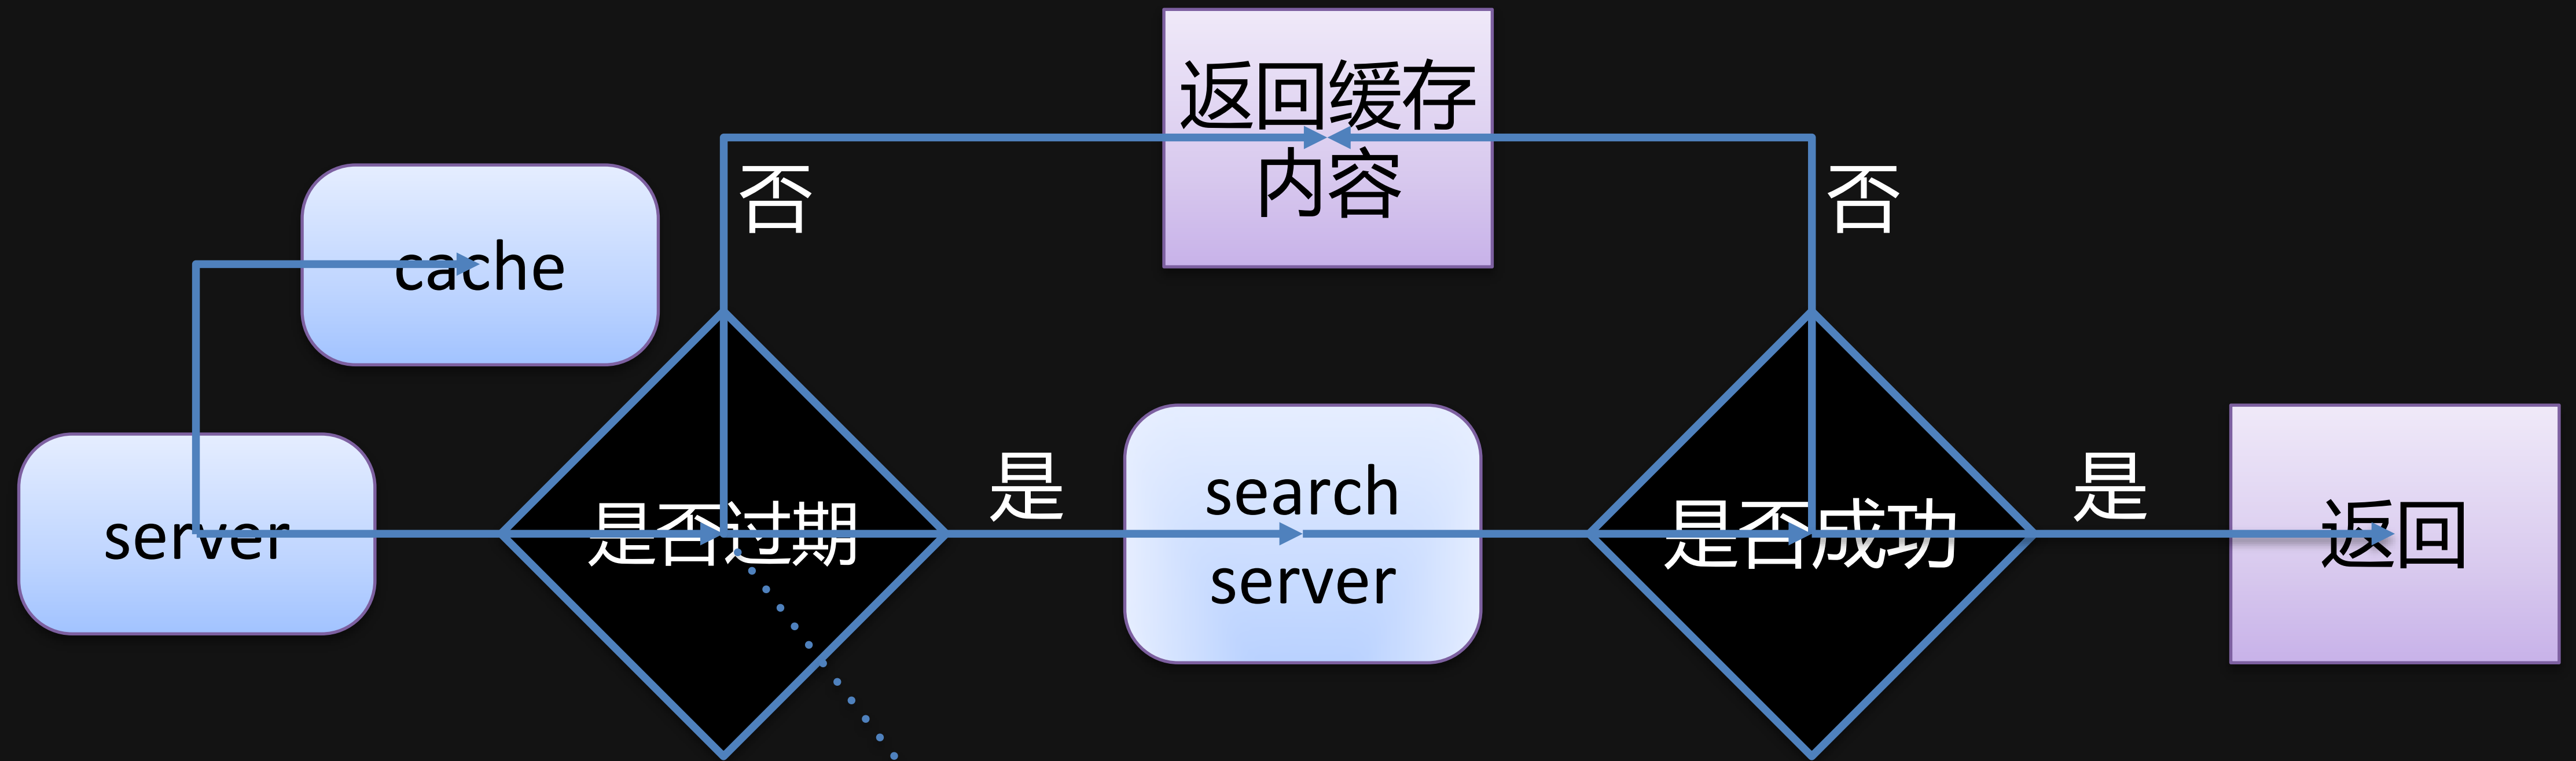 返回缓存
内容
否
否
cache
server
是否过期
是
search
server
是否成功
是
返回